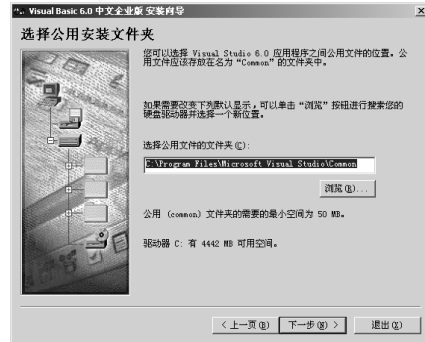 Visual Basic 6.0 中文企业版 安装向导
选择公用安装文件夹
您可以选择 Visual Studio 6.0 应用程序之间公用文件的位置。公
用文件应该存放在名为“Common”的文件夹中。
如果需要改变下列默认显示，可以单击“浏览”按钮进行搜索您的
硬盘驱动器并选择一个新位置。
选择公用文件的文件夹(C):
C:\Program Files\Microsoft Visual Studio\Common
浏览(R)...
公用 (common) 文件夹的需要的最小空间为 50 MB。
驱动器 C: 有 4442 MB 可用空间。
< 上一页(B) 下一步(N) > 退出(X)